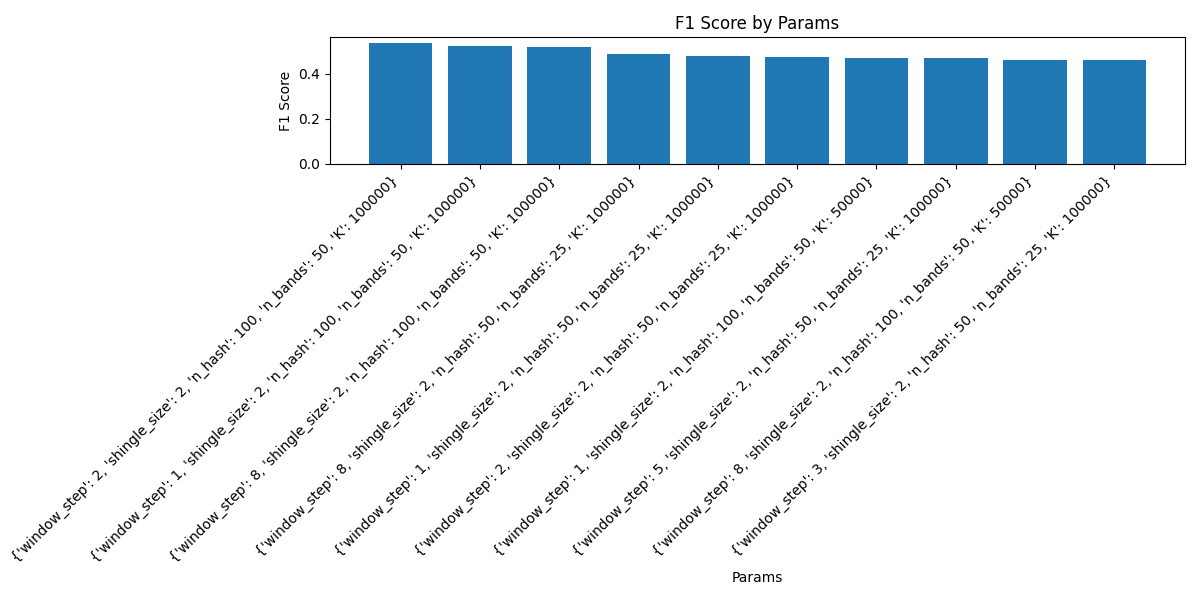 F1 Score by Params
F1 Score
0.4
0.2
0.0
{'window_step': 2, 'shingle_size': 2, 'n_hash': 100, 'n_bands': 50, 'K': 100000}
{'window_step': 1, 'shingle_size': 2, 'n_hash': 100, 'n_bands': 50, 'K': 100000}
{'window_step': 8, 'shingle_size': 2, 'n_hash': 100, 'n_bands': 50, 'K': 100000}
{'window_step': 8, 'shingle_size': 2, 'n_hash': 50, 'n_bands': 25, 'K': 100000}
{'window_step': 1, 'shingle_size': 2, 'n_hash': 50, 'n_bands': 25, 'K': 100000}
{'window_step': 2, 'shingle_size': 2, 'n_hash': 50, 'n_bands': 25, 'K': 100000}
{'window_step': 1, 'shingle_size': 2, 'n_hash': 100, 'n_bands': 50, 'K': 50000}
{'window_step': 5, 'shingle_size': 2, 'n_hash': 50, 'n_bands': 25, 'K': 100000}
{'window_step': 8, 'shingle_size': 2, 'n_hash': 100, 'n_bands': 50, 'K': 50000}
{'window_step': 3, 'shingle_size': 2, 'n_hash': 50, 'n_bands': 25, 'K': 100000}
Params